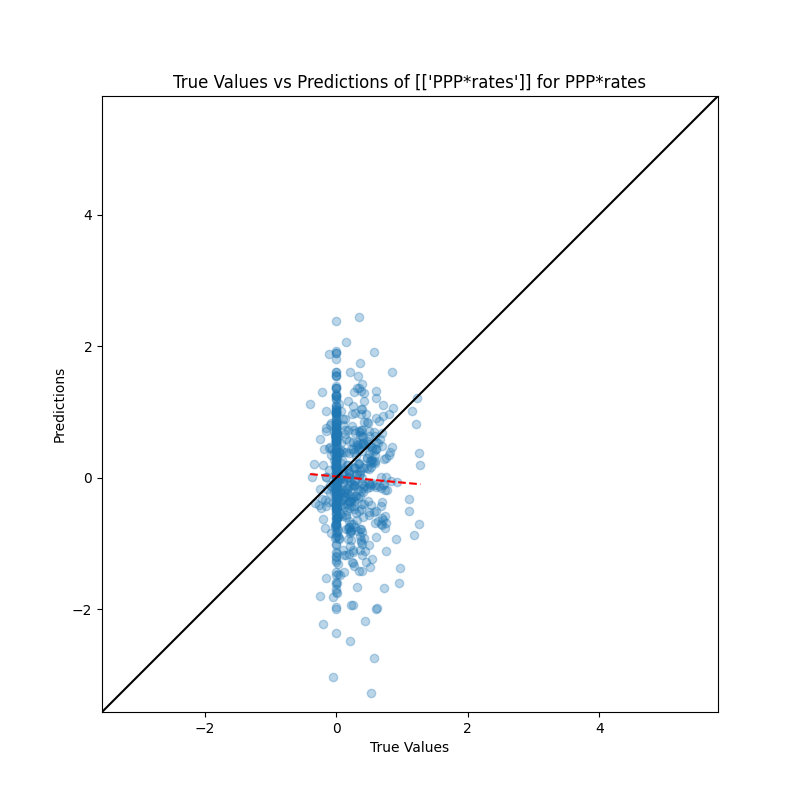 True Values vs Predictions of [['PPP*rates']] for PPP*rates
Predictions
4
2
0
−2
−2
0
2
4
True Values